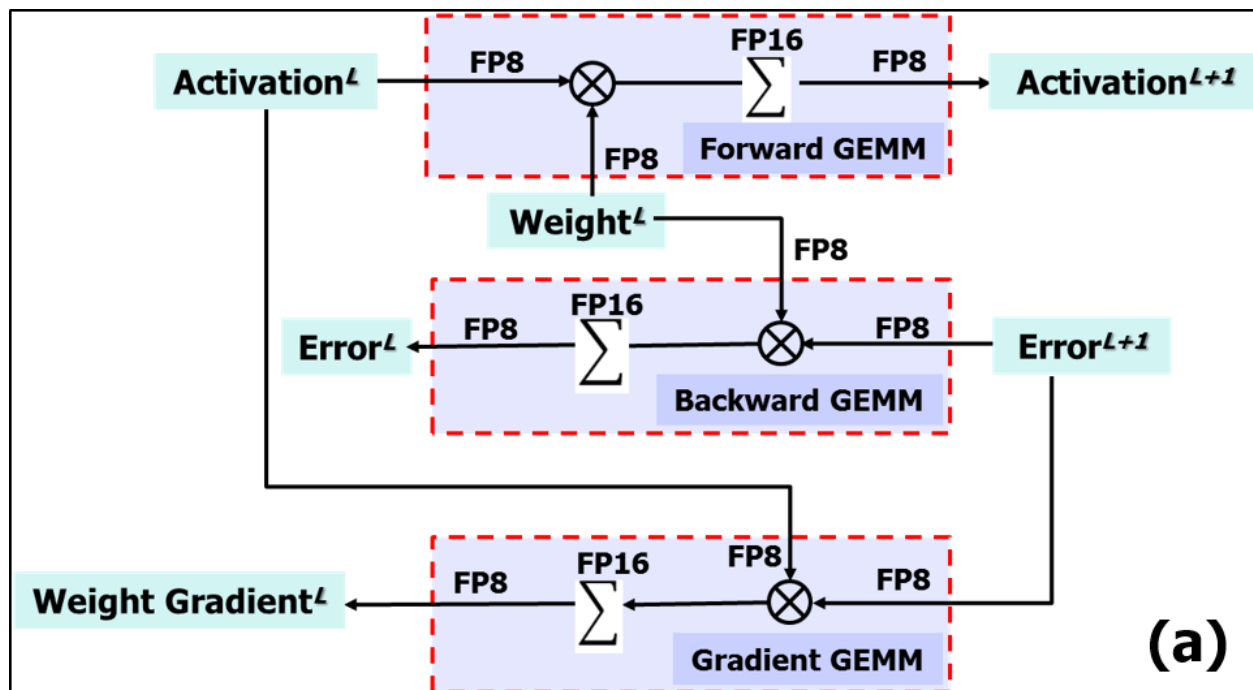 FP16
Activation^L FP8 FP8 Activation^{L+1}
Forward GEMM
FP8
Weight^L
FP8
FP16
Error^L FP8 FP8 Error^{L+1}
Backward GEMM
FP16 FP8
Weight Gradient^L FP8 FP8
Gradient GEMM
(a)